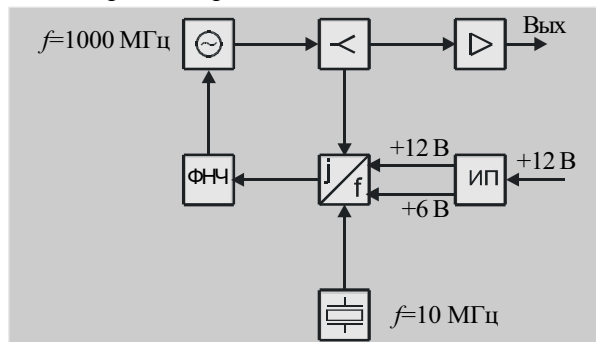 f=1000 МГц
Вых
+12 В
+12 В
ФНЧ
j
f
ИП
+6 В
f=10 МГц